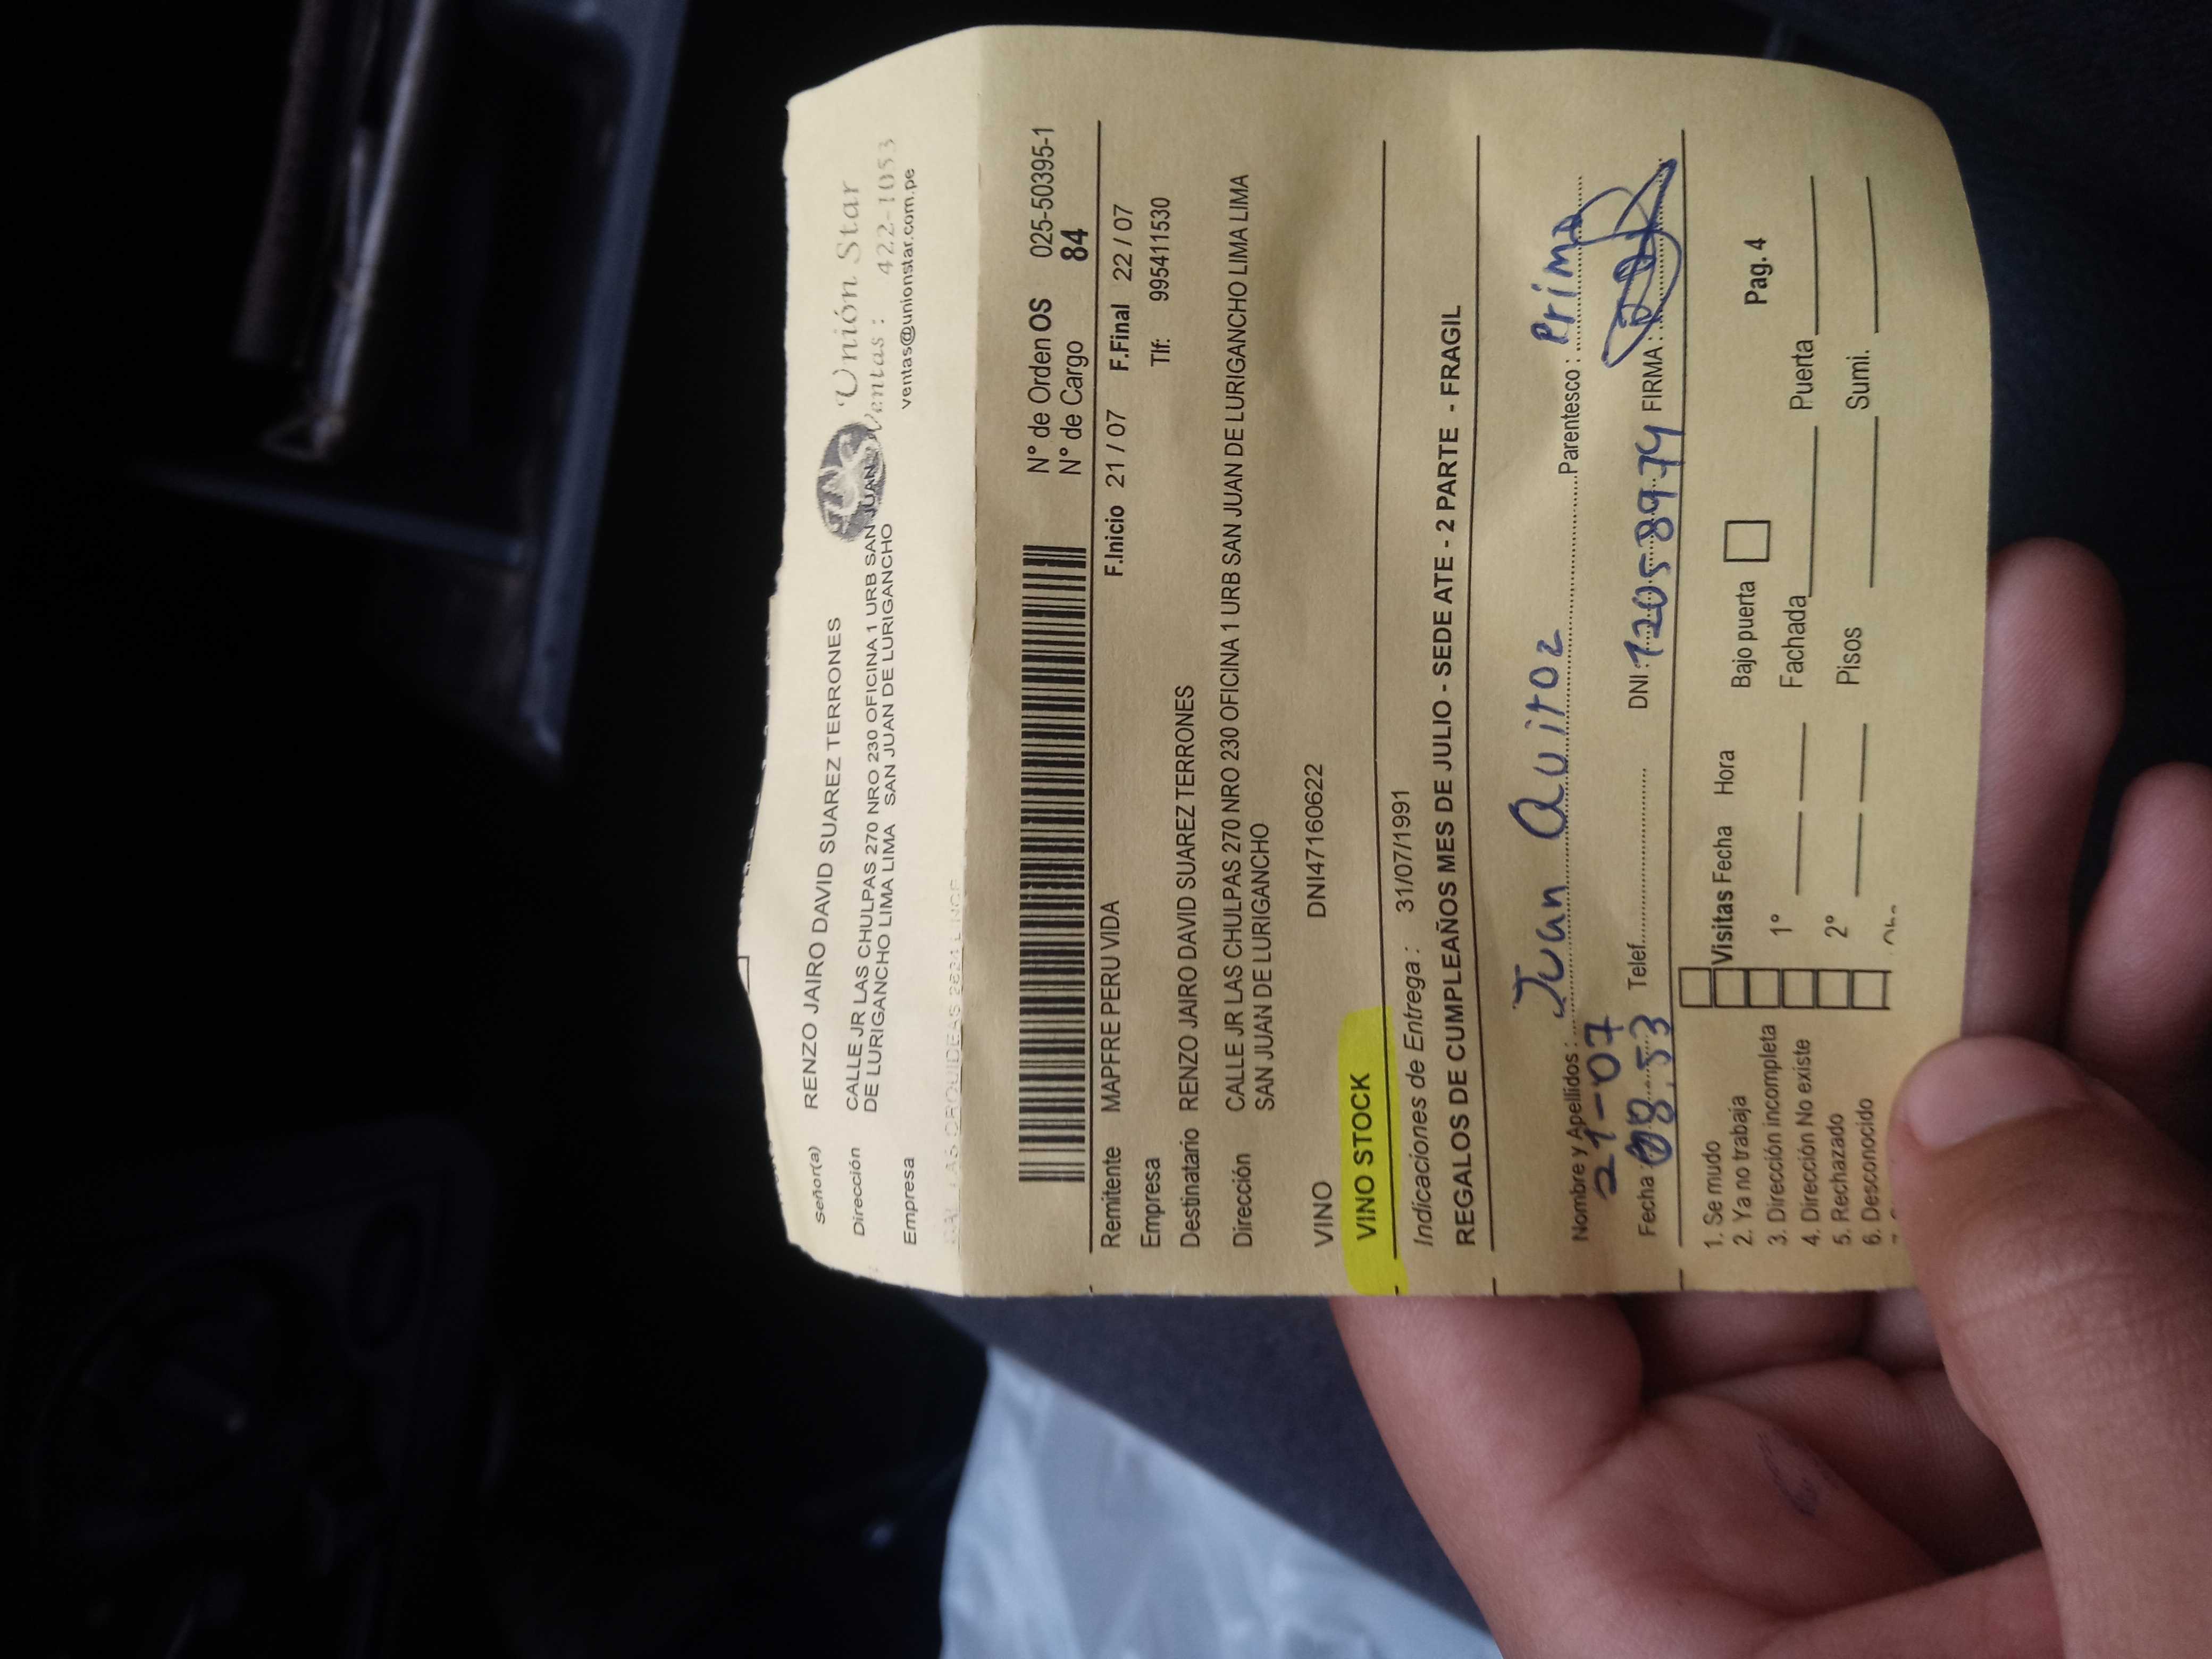 Señor(a) RENZO JAIRO DAVID SUAREZ TERRONES
Unión Star
Dirección CALLE JR LAS CHULPAS 270 NRO 230 OFICINA 1 URB SAN JUAN
Ventas : 422-1053
DE LURIGANCHO LIMA LIMA SAN JUAN DE LURIGANCHO
Empresa
ventas@unionstar.com.pe
N° de Orden OS 025-50395-1
N° de Cargo 84
Remitente MAPFRE PERU VIDA
F.Inicio 21 / 07 F.Final 22 / 07
Empresa
Tlf: 995411530
Destinatario RENZO JAIRO DAVID SUAREZ TERRONES
Dirección CALLE JR LAS CHULPAS 270 NRO 230 OFICINA 1 URB SAN JUAN DE LURIGANCHO LIMA LIMA
SAN JUAN DE LURIGANCHO
VINO DNI47160622
VINO STOCK
Indicaciones de Entrega : 31/07/1991
REGALOS DE CUMPLEAÑOS MES DE JULIO - SEDE ATE - 2 PARTE - FRAGIL
Nombre y Apellidos : Juan Quiroz Parentesco : Primo
21-07
Fecha : 08:53 Telef. DNI : 72058974 FIRMA :
1. Se mudo
2. Ya no trabaja Visitas Fecha Hora Bajo puerta Pag. 4
3. Dirección incompleta 1°
4. Dirección No existe Fachada Puerta
5. Rechazado 2° Pisos Sumi.
6. Desconocido